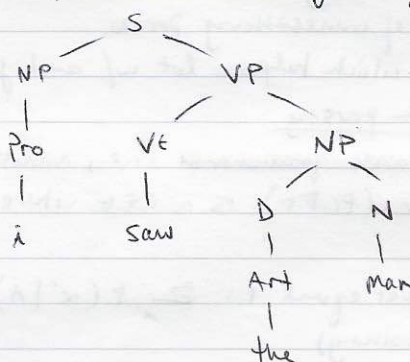 S
NP VP
Pro Vt NP
i saw D N
Art man
the